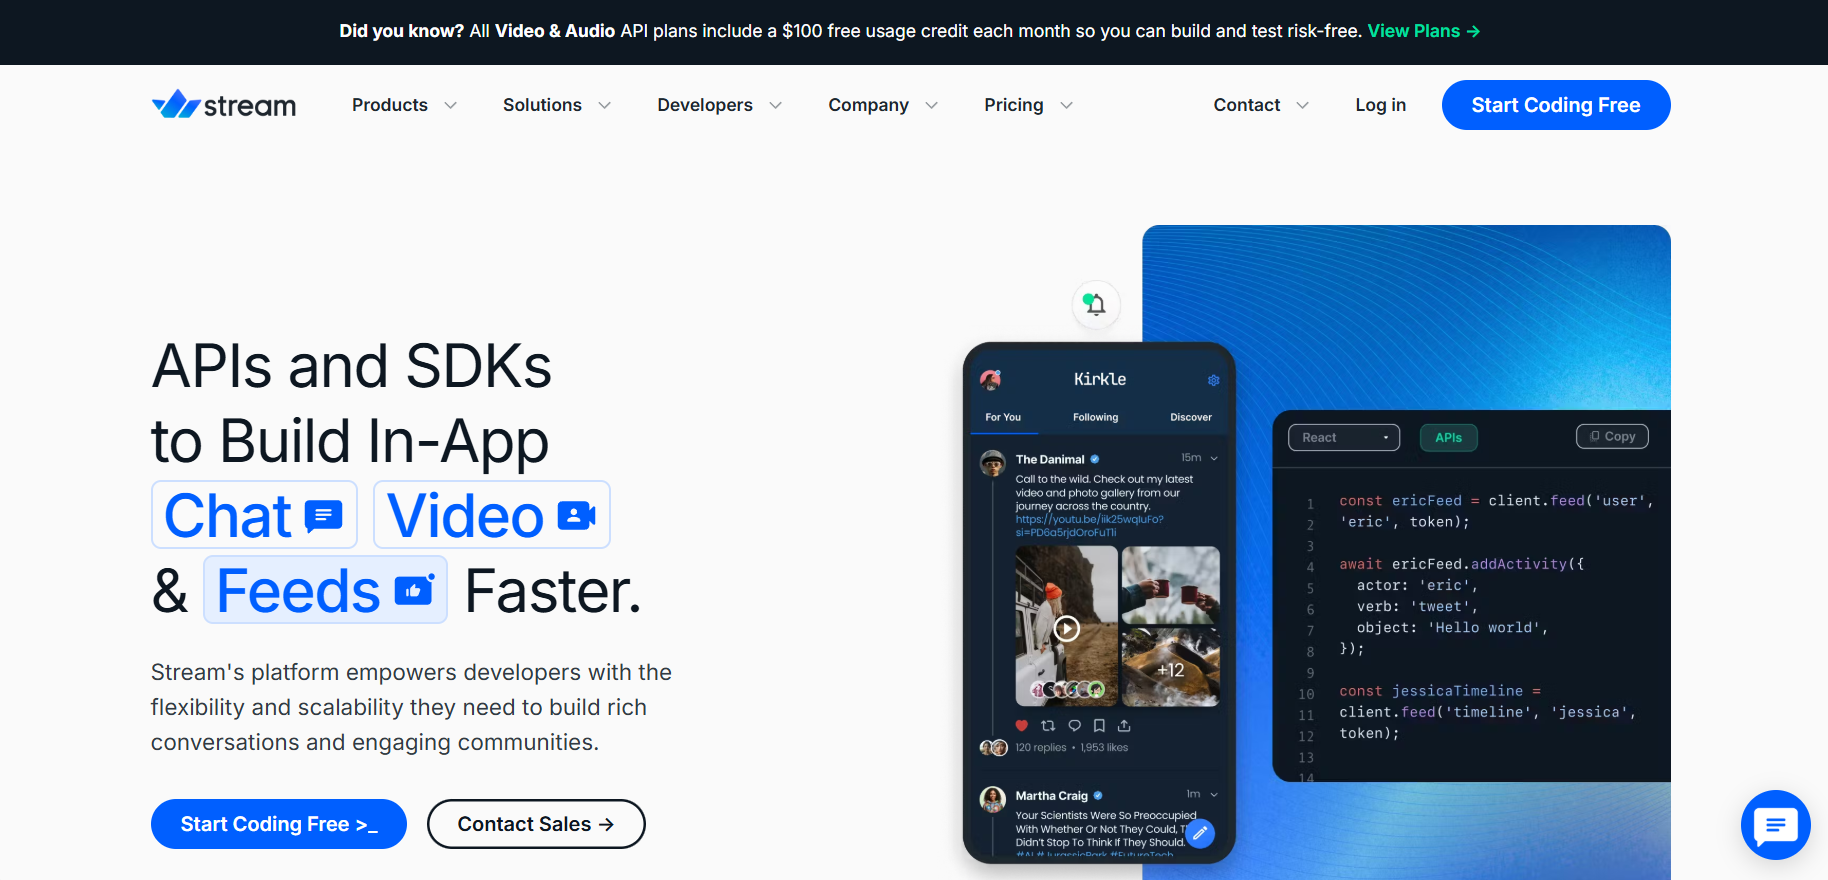 Did you know? All Video & Audio API plans include a $100 free usage credit each month so you can build and test risk-free. View Plans →
stream
Products
Solutions
Developers
Company
Pricing
Contact
Log in
Start Coding Free
APIs and SDKs
to Build In-App
Chat Video
& Feeds Faster.
Stream's platform empowers developers with the
flexibility and scalability they need to build rich
conversations and engaging communities.
Start Coding Free >_
Contact Sales →
Kirkle
For You
Following
Discover
The Danimal
15m
Call to the wild. Check out my latest
video and photo gallery from our
journey across the country.
https://youtu.be/iik25wqIuFo?
si=PD6a5rjdOroFuT1i
+12
120 replies • 1,953 likes
Martha Craig
1m
Your Scientists Were So Preoccupied
With Whether Or Not They Could, T
Didn't Stop To Think If They Should.
#AI #JurassicPark #FutureTech
React
APIs
Copy
1 const ericFeed = client.feed('user',
2 'eric', token);
3
4 await ericFeed.addActivity({
5 actor: 'eric',
6 verb: 'tweet',
7 object: 'Hello world',
8 });
9
10 const jessicaTimeline =
11 client.feed('timeline', 'jessica',
12 token);
13
14